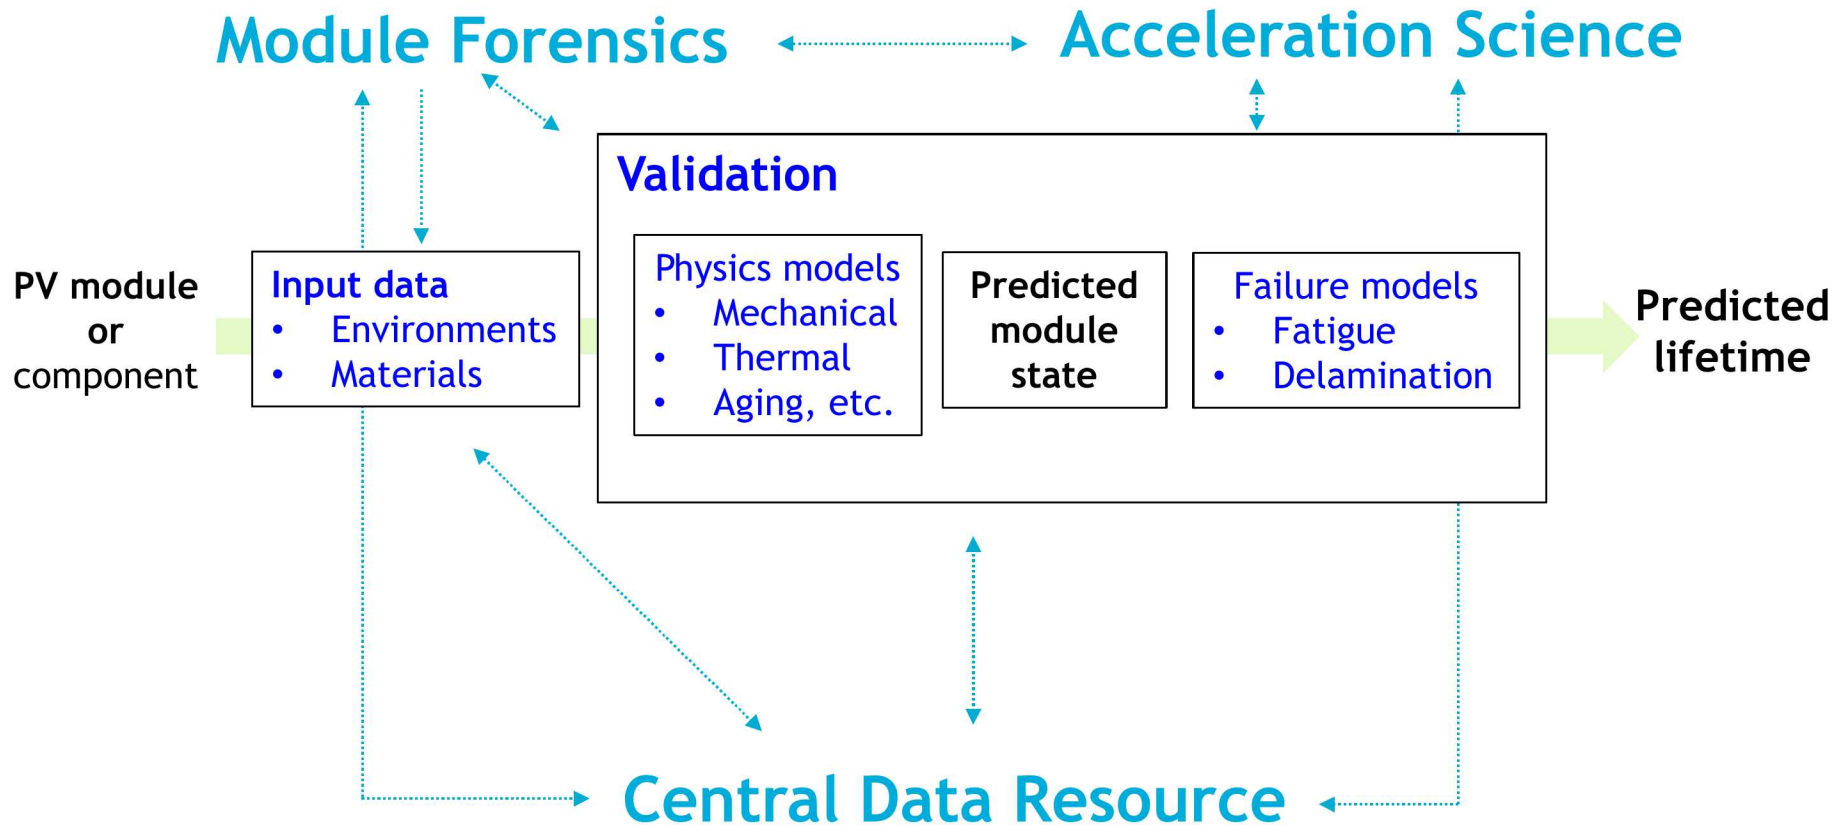 Module Forensics
Acceleration Science
Validation
PV module
or
component
Input data
• Environments
• Materials
Physics models
• Mechanical
• Thermal
• Aging, etc.
Predicted
module
state
Failure models
• Fatigue
• Delamination
Predicted
lifetime
Central Data Resource